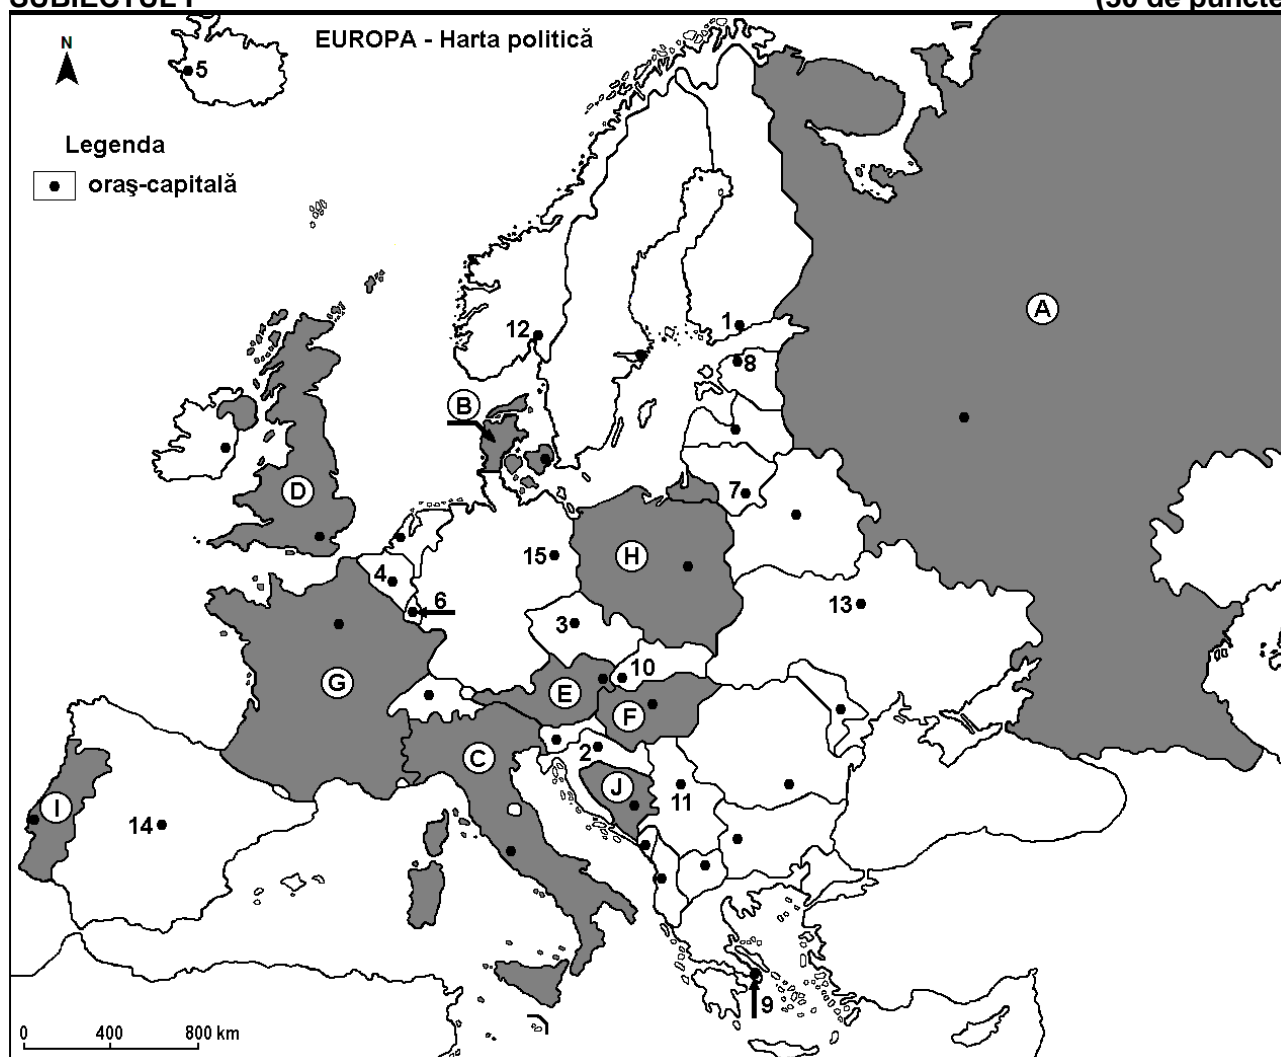 SUBIECTUL I (30 de puncte
EUROPA - Harta politică
N
5
Legenda
oraş-capitală
A
12
1
8
B
D
7
15
H
4
6
13
3
10
G
E
F
C
2
J
11
I
14
9
0 400 800 km